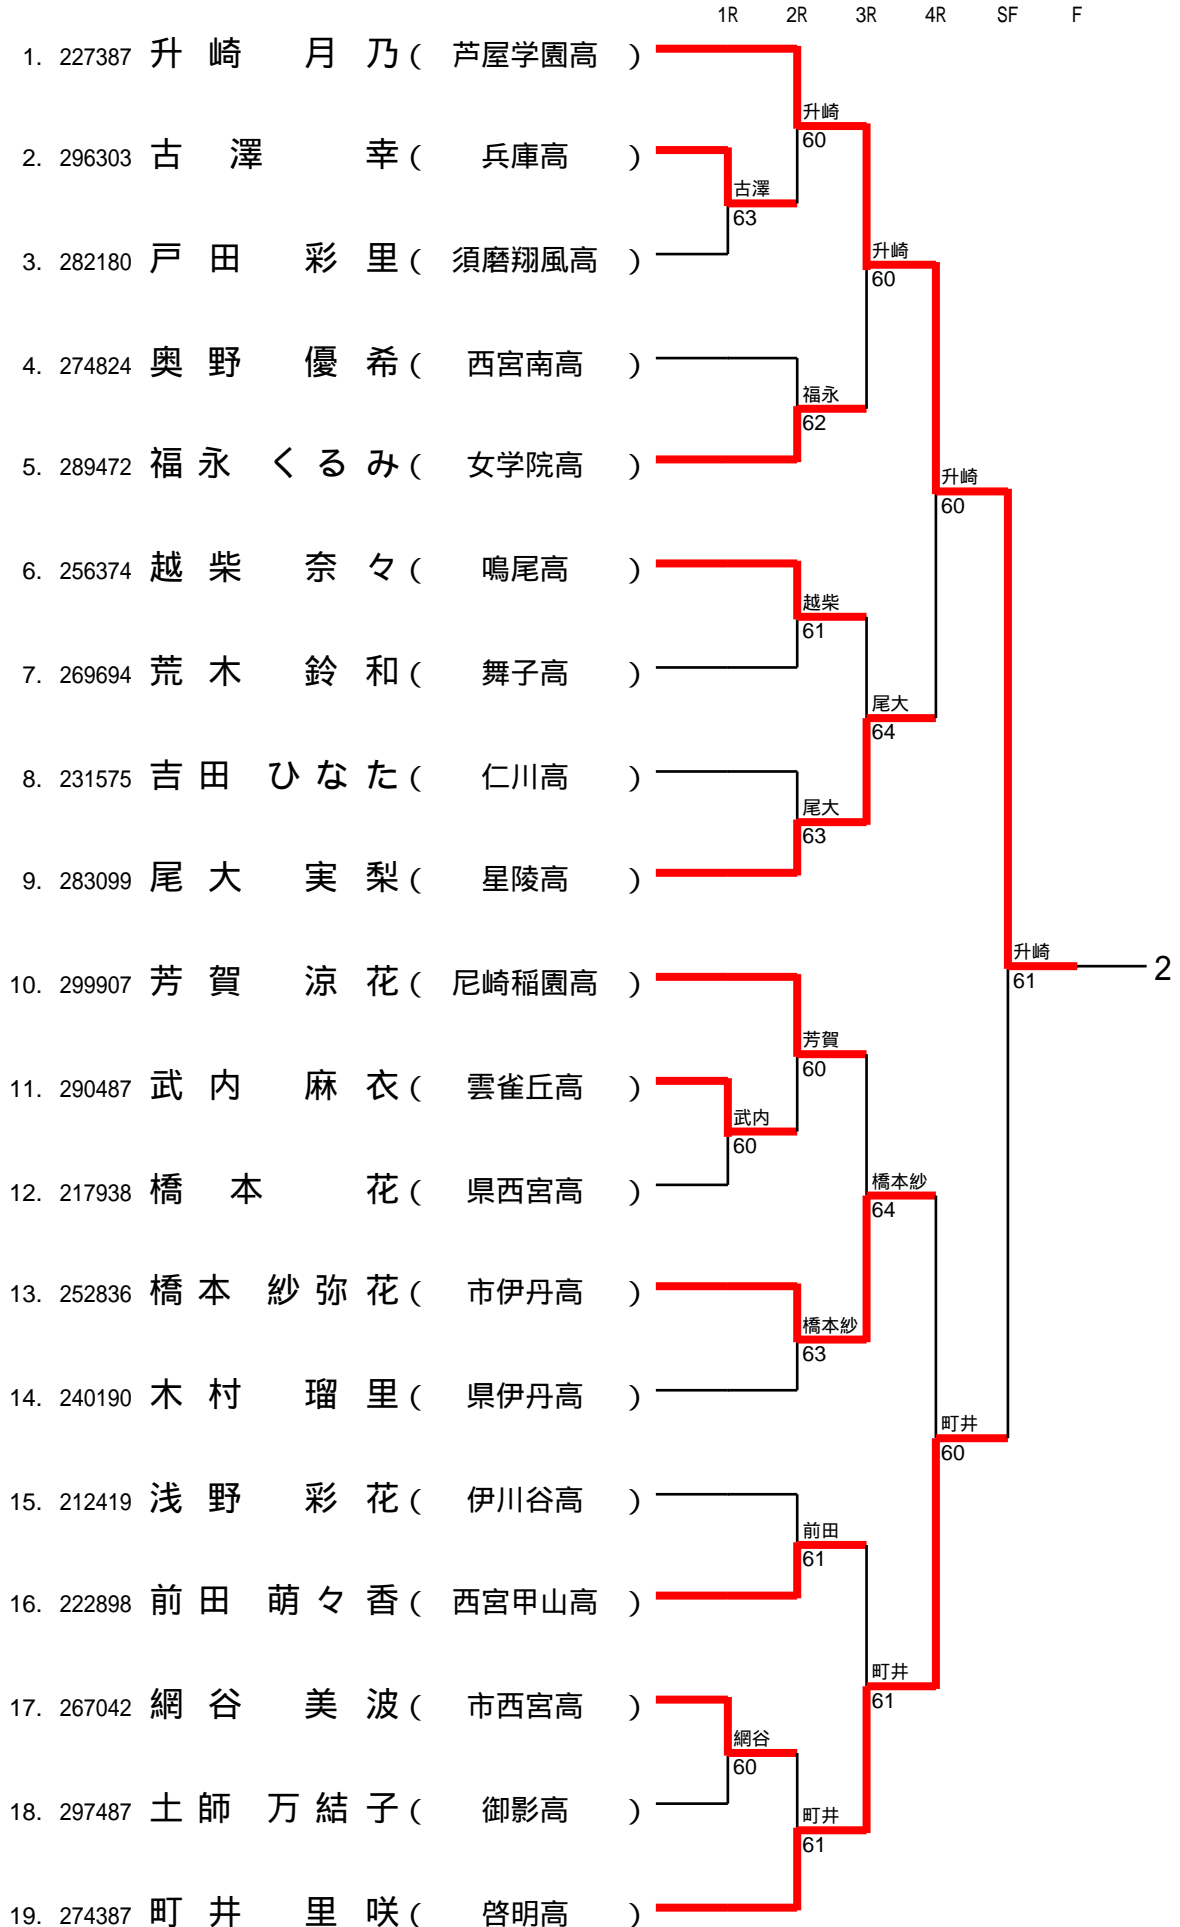 1R 2R 3R 4R SF F
1. 227387 升崎 月乃 ( 芦屋学園高 )
升崎
60
2. 296303 古澤 幸 ( 兵庫高 )
古澤
63
3. 282180 戸田 彩里 ( 須磨翔風高 )
升崎
60
4. 274824 奥野 優希 ( 西宮南高 )
福永
62
5. 289472 福永 くるみ ( 女学院高 )
升崎
60
6. 256374 越柴 奈々 ( 鳴尾高 )
越柴
61
7. 269694 荒木 鈴和 ( 舞子高 )
尾大
64
8. 231575 吉田 ひなた ( 仁川高 )
尾大
63
9. 283099 尾大 実梨 ( 星陵高 )
升崎
61
2
10. 299907 芳賀 涼花 ( 尼崎稲園高 )
芳賀
60
11. 290487 武内 麻衣 ( 雲雀丘高 )
武内
60
12. 217938 橋本 花 ( 県西宮高 )
橋本紗
64
13. 252836 橋本 紗弥花 ( 市伊丹高 )
橋本紗
63
14. 240190 木村 瑠里 ( 県伊丹高 )
町井
60
15. 212419 浅野 彩花 ( 伊川谷高 )
前田
61
16. 222898 前田 萌々香 ( 西宮甲山高 )
町井
61
17. 267042 網谷 美波 ( 市西宮高 )
網谷
60
18. 297487 土師 万結子 ( 御影高 )
町井
61
19. 274387 町井 里咲 ( 啓明高 )